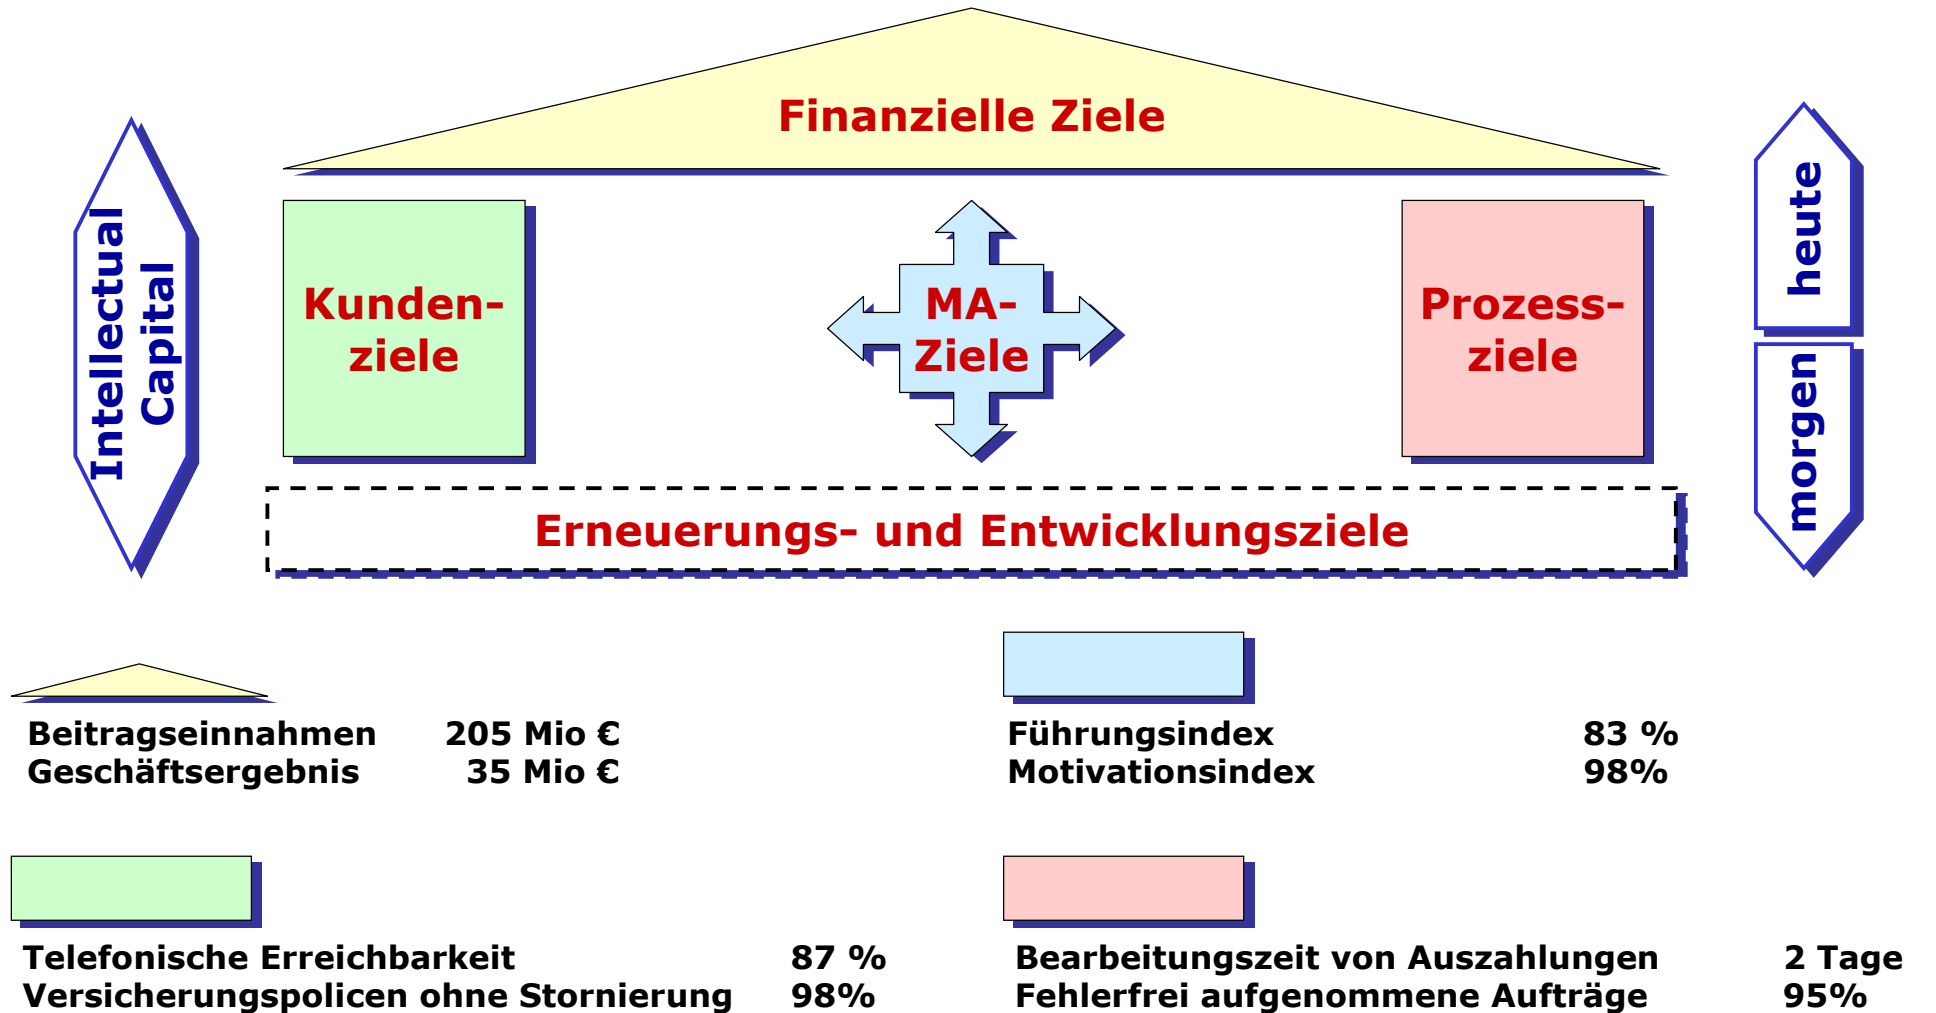 Finanzielle Ziele
Intellectual
Capital
Kunden-
ziele
MA-
Ziele
Prozess-
ziele
heute
morgen
Erneuerungs- und Entwicklungsziele
Beitragseinnahmen 205 Mio €
Geschäftsergebnis 35 Mio €
Führungsindex 83 %
Motivationsindex 98%
Telefonische Erreichbarkeit 87 %
Versicherungspolicen ohne Stornierung 98%
Bearbeitungszeit von Auszahlungen 2 Tage
Fehlerfrei aufgenommene Aufträge 95%